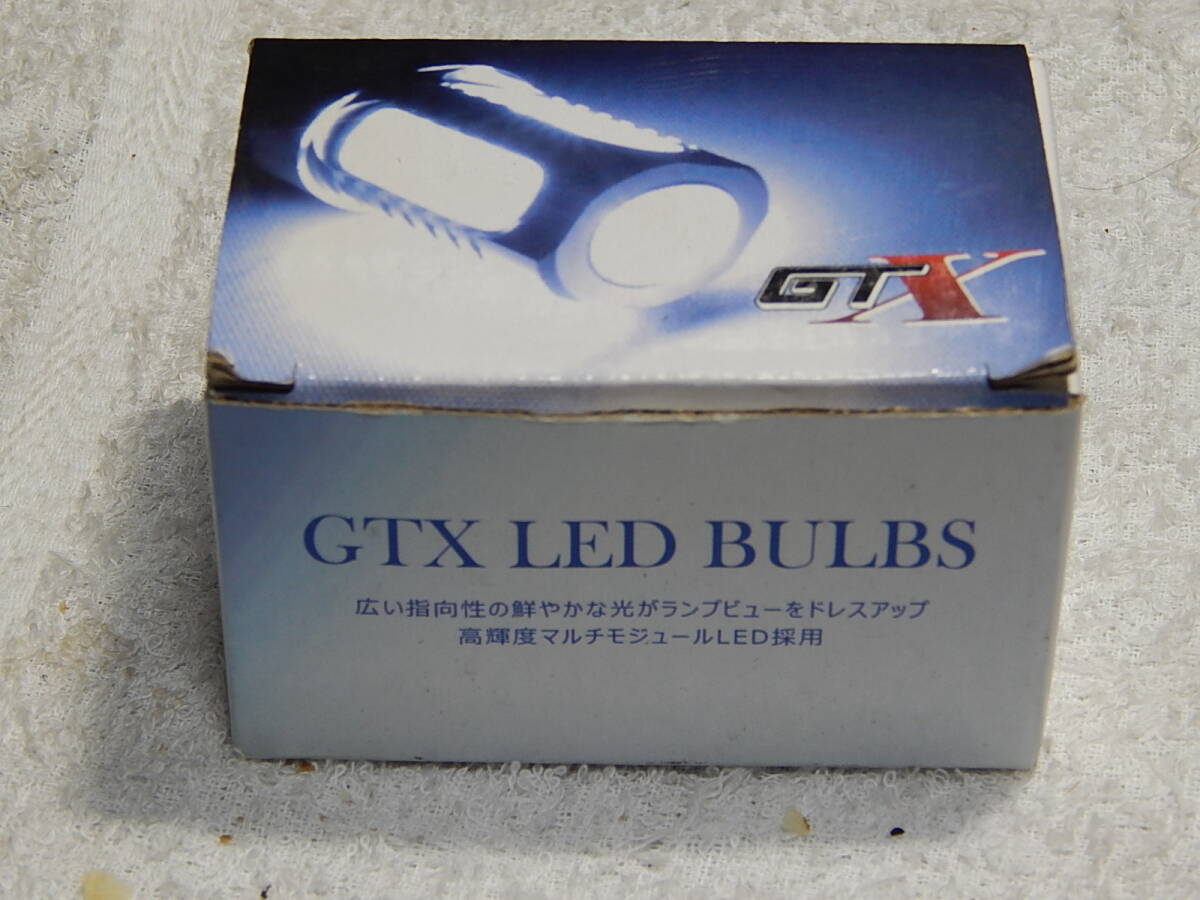 GTX
GTX LED BULBS
広い指向性の鮮やかな光がランプビューをドレスアップ
高輝度マルチモジュールLED採用